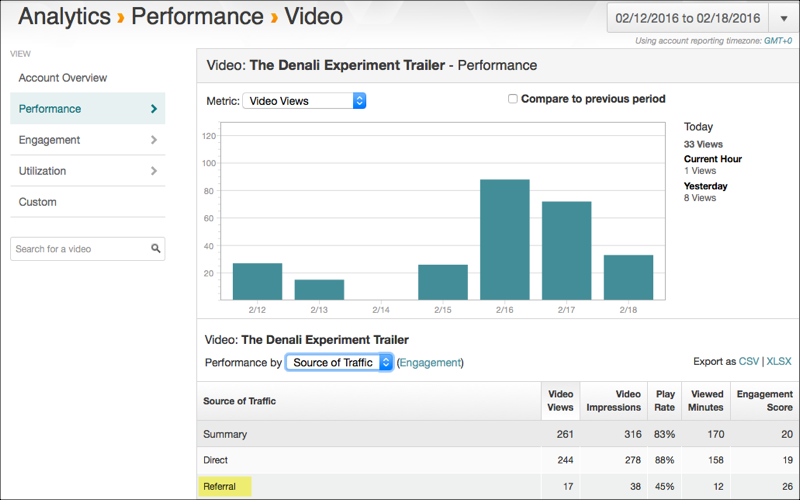 Analytics › Performance › Video
02/12/2016 to 02/18/2016
Using account reporting timezone: GMT+0
VIEW
Account Overview
Performance
Engagement
Utilization
Custom
Search for a video
Video: The Denali Experiment Trailer - Performance
Metric: Video Views
Compare to previous period
120
100
80
60
40
20
2/12 2/13 2/14 2/15 2/16 2/17 2/18
Today
33 Views
Current Hour
1 Views
Yesterday
8 Views
Video: The Denali Experiment Trailer
Performance by Source of Traffic (Engagement)
Export as CSV | XLSX
Source of Traffic Video Views Video Impressions Play Rate Viewed Minutes Engagement Score
Summary 261 316 83% 170 20
Direct 244 278 88% 158 19
Referral 17 38 45% 12 26